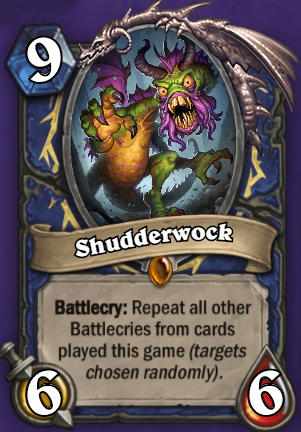 9
Shudderwock
Battlecry: Repeat all other
Battlecries from cards
played this game (targets
chosen randomly).
6
6